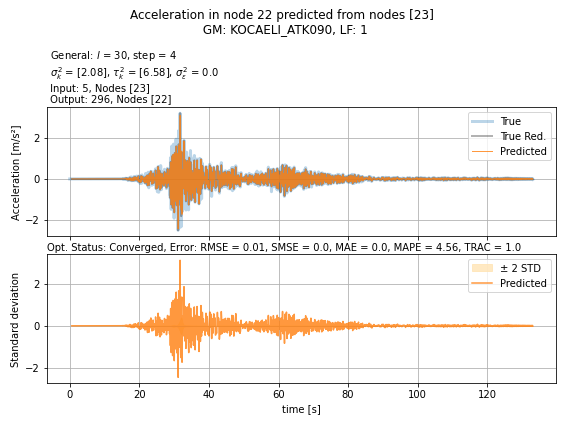 Acceleration in node 22 predicted from nodes [23]
GM: KOCAELI_ATK090, LF: 1
General: l = 30, step = 4
σ²ₖ = [2.08], τ²ₖ = [6.58], σ²ε = 0.0
Input: 5, Nodes [23]
Output: 296, Nodes [22]
True
True Red.
Predicted
Acceleration [m/s²]
2
0
−2
Opt. Status: Converged, Error: RMSE = 0.01, SMSE = 0.0, MAE = 0.0, MAPE = 4.56, TRAC = 1.0
± 2 STD
Predicted
Standard deviation
2
0
−2
0 20 40 60 80 100 120
time [s]